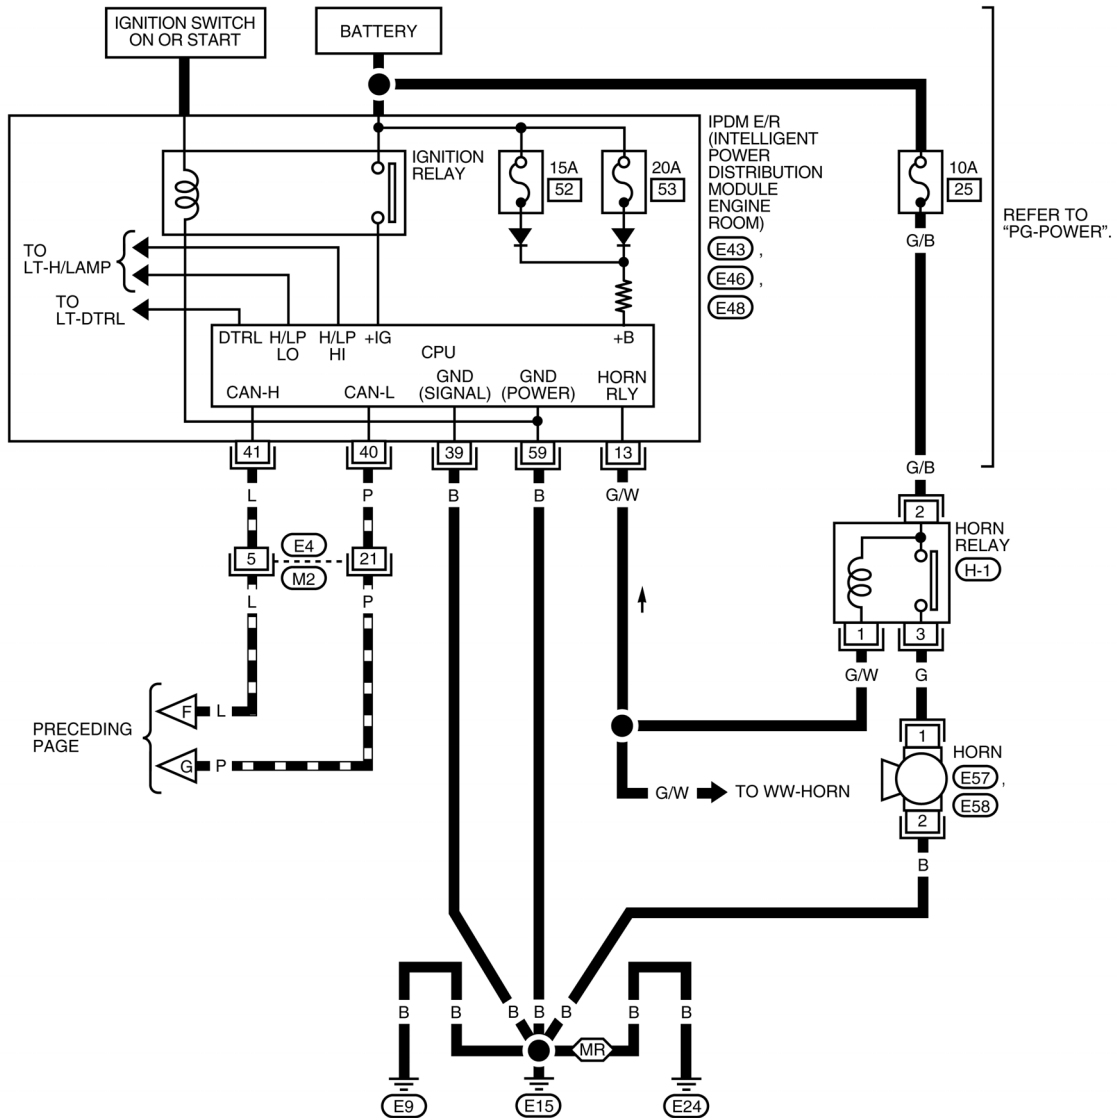 IGNITION SWITCH
ON OR START
BATTERY
IPDM E/R
(INTELLIGENT
POWER
DISTRIBUTION
MODULE
ENGINE
ROOM)
E43 ,
E46 ,
E48
IGNITION
RELAY
15A
52
20A
53
10A
25
G/B
REFER TO
“PG-POWER”.
TO
LT-H/LAMP
TO
LT-DTRL
DTRL
H/LP
LO
H/LP
HI
+IG
+B
CPU
CAN-H
CAN-L
GND
(SIGNAL)
GND
(POWER)
HORN
RLY
41
40
39
59
13
L
P
B
B
G/W
G/B
2
HORN
RELAY
H-1
5
E4
M2
21
L
P
1
3
G/W
G
F
L
G
P
PRECEDING
PAGE
1
HORN
E57 ,
E58
2
B
G/W
TO WW-HORN
B
B
B
B
B
B
B
MR
E9
E15
E24